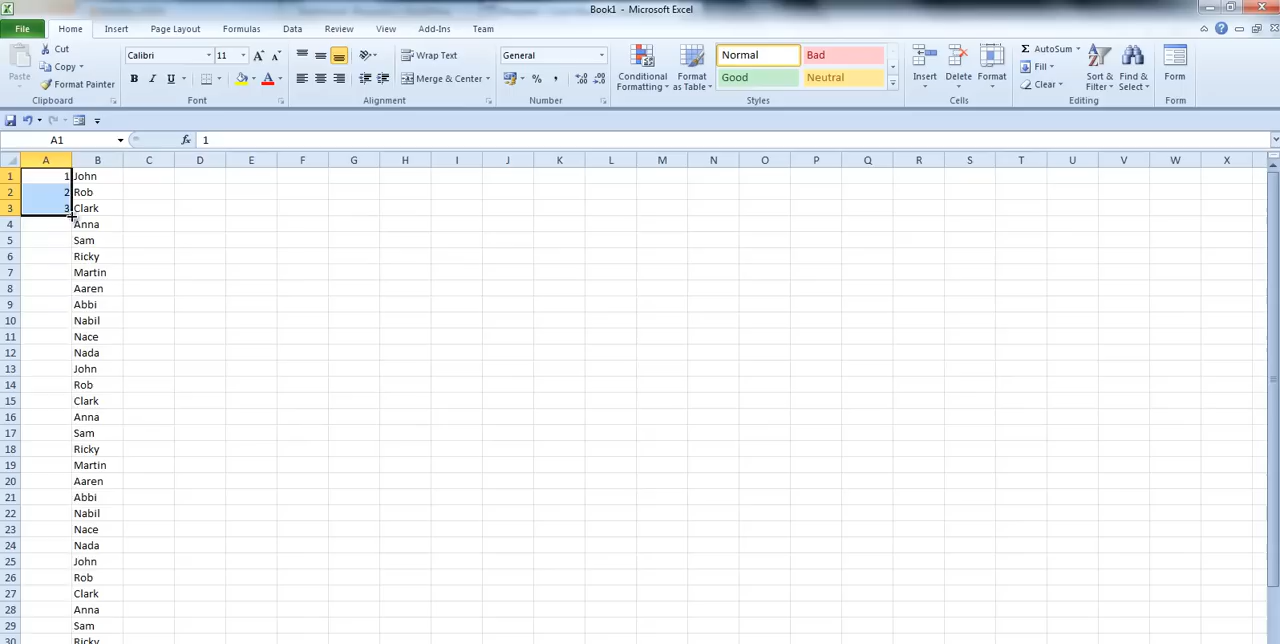 Book1 - Microsoft Excel
File Home Insert Page Layout Formulas Data Review View Add-Ins Team
Paste
Cut
Copy
Format Painter
Clipboard
Calibri 11 A A
B I U A
Font
Wrap Text
Merge & Center
Alignment
General
% , .0 .00 .00 .0
Number
Conditional Formatting
Format as Table
Normal Bad
Good Neutral
Styles
Insert Delete Format
Cells
Σ AutoSum
Fill
Clear
Sort & Filter
Find & Select
Editing
Form
Form
A1 fx 1
A B C D E F G H I J K L M N O P Q R S T U V W X
1 1 John
2 2 Rob
3 3 Clark
4 Anna
5 Sam
6 Ricky
7 Martin
8 Aaren
9 Abbi
10 Nabil
11 Nace
12 Nada
13 John
14 Rob
15 Clark
16 Anna
17 Sam
18 Ricky
19 Martin
20 Aaren
21 Abbi
22 Nabil
23 Nace
24 Nada
25 John
26 Rob
27 Clark
28 Anna
29 Sam
30 Ricky